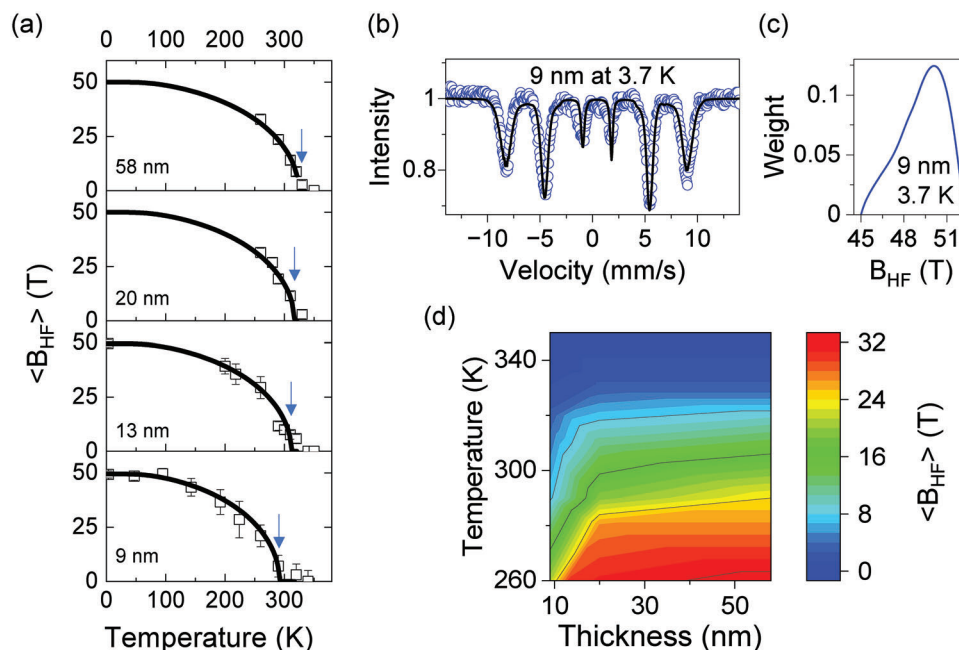 (a)
0 100 200 300
50
25
0
58 nm
50
25
0
20 nm
50
25
0
13 nm
50
25
0
9 nm
0 100 200 300
<B_HF> (T)
Temperature (K)
(b)
9 nm at 3.7 K
1
0.8
Intensity
−10 −5 0 5 10
Velocity (mm/s)
(c)
0.1
0.05
0
Weight
9 nm
3.7 K
45 48 51
B_HF (T)
(d)
340
300
260
Temperature (K)
10 30 50
Thickness (nm)
32
24
16
8
0
<B_HF> (T)